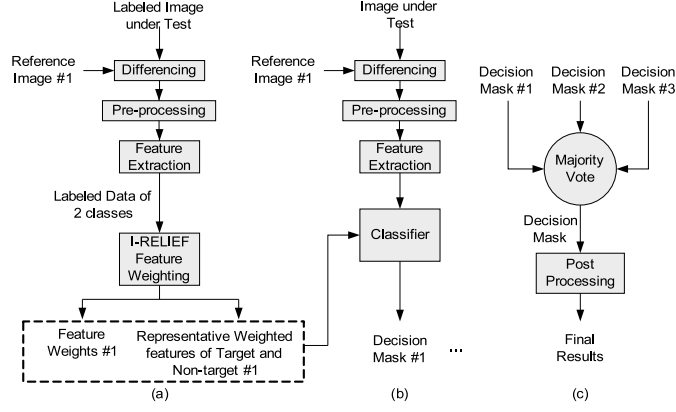 Labeled Image
under Test
Reference
Image #1
Differencing
Pre-processing
Feature
Extraction
Labeled Data of
2 classes
I-RELIEF
Feature
Weighting
Feature
Weights #1
Representative Weighted
features of Target and
Non-target #1
(a)
Image under
Test
Reference
Image #1
Differencing
Pre-processing
Feature
Extraction
Classifier
Decision
Mask #1
...
(b)
Decision
Mask #1
Decision
Mask #2
Decision
Mask #3
Majority
Vote
Decision
Mask
Post
Processing
Final
Results
(c)